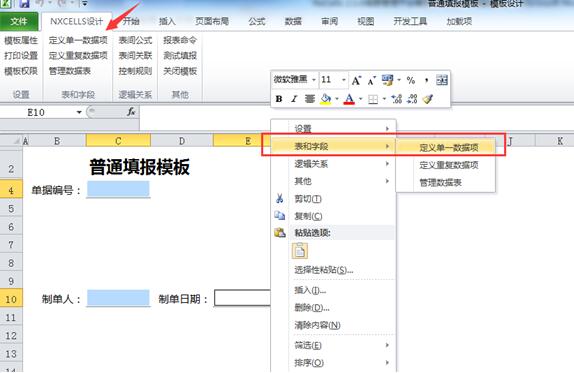 普通填报模板 - 模板设计
文件 NXCELLS设计 开始 插入 页面布局 公式 数据 审阅 视图 开发工具 加载项
模板属性 定义单一数据项 表间公式 报表命令
打印设置 定义重复数据项 表间关联 测试填报
模板权限 管理数据表 控制规则 关闭模板
设置 表和字段 逻辑关系 其他
微软雅黑 11
E10 fx
A B C D E J K
2 普通填报模板
4 单据编号：
5
6
7
8
9
10 制单人： 制单日期：
11
12
13
14
设置
表和字段 定义单一数据项
逻辑关系 定义重复数据项
其他 管理数据表
剪切(T)
复制(C)
粘贴选项:
选择性粘贴(S)...
插入(I)...
删除(D)...
清除内容(N)
筛选(E)
排序(O)